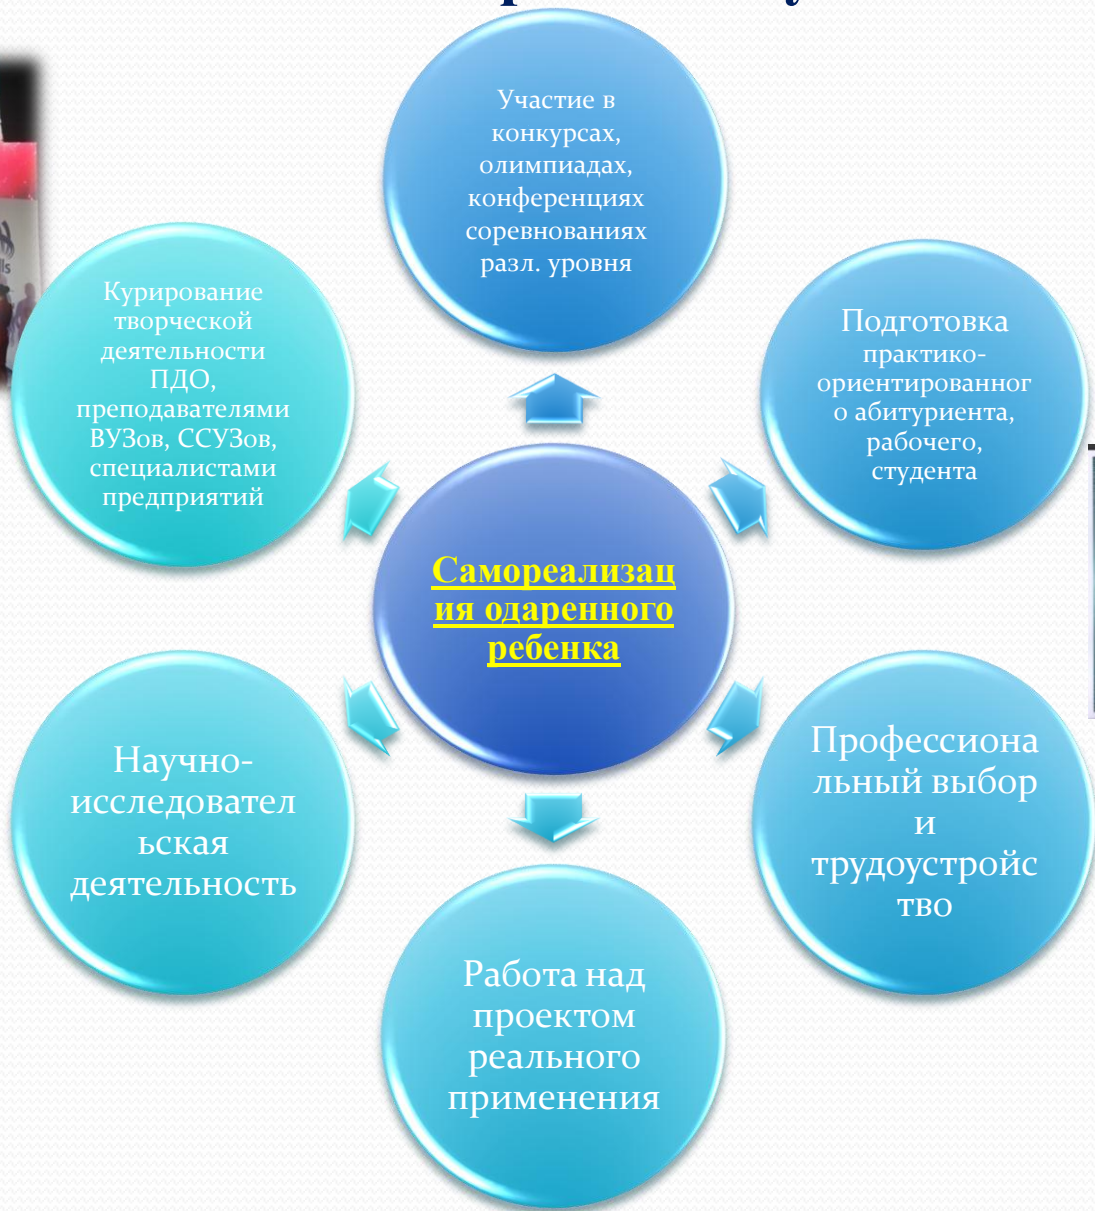 Участие в
конкурсах,
олимпиадах,
конференциях
соревнованиях
разл. уровня
Подготовка
практико-
ориентированног
о абитуриента,
рабочего,
студента
Профессиона
льный выбор
и
трудоустройс
тво
Работа над
проектом
реального
применения
Научно-
исследовател
ьская
деятельность
Курирование
творческой
деятельности
ПДО,
преподавателями
ВУЗов, ССУЗов,
специалистами
предприятий
Самореализац
ия одаренного
ребенка